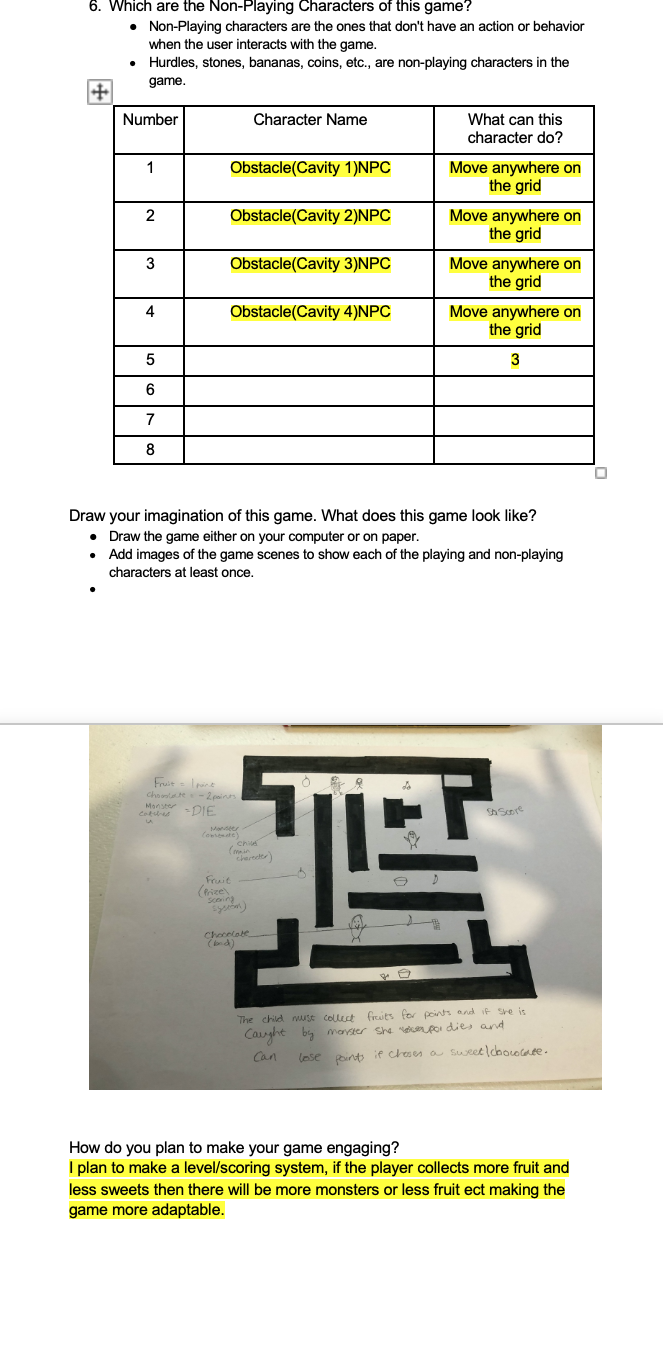 6. Which are the Non-Playing Characters of this game?
● Non-Playing characters are the ones that don't have an action or behavior
when the user interacts with the game.
● Hurdles, stones, bananas, coins, etc., are non-playing characters in the
game.
Number Character Name What can this
character do?
1 Obstacle(Cavity 1)NPC Move anywhere on
the grid
2 Obstacle(Cavity 2)NPC Move anywhere on
the grid
3 Obstacle(Cavity 3)NPC Move anywhere on
the grid
4 Obstacle(Cavity 4)NPC Move anywhere on
the grid
5 3
6
7
8
Draw your imagination of this game. What does this game look like?
● Draw the game either on your computer or on paper.
● Add images of the game scenes to show each of the playing and non-playing
characters at least once.
●
Fruit = 1 point
Chocolate = -2 points
Monster
catches = DIE
u
Score
Monster
(obstacle)
Child
(main
character)
Fruit
scoring
system)
Chocolate
(bad)
The child must collect fruits for points and if she is
Caught by monster she dies and
Can lose points if choses a sweet/chocolate.
How do you plan to make your game engaging?
I plan to make a level/scoring system, if the player collects more fruit and
less sweets then there will be more monsters or less fruit ect making the
game more adaptable.